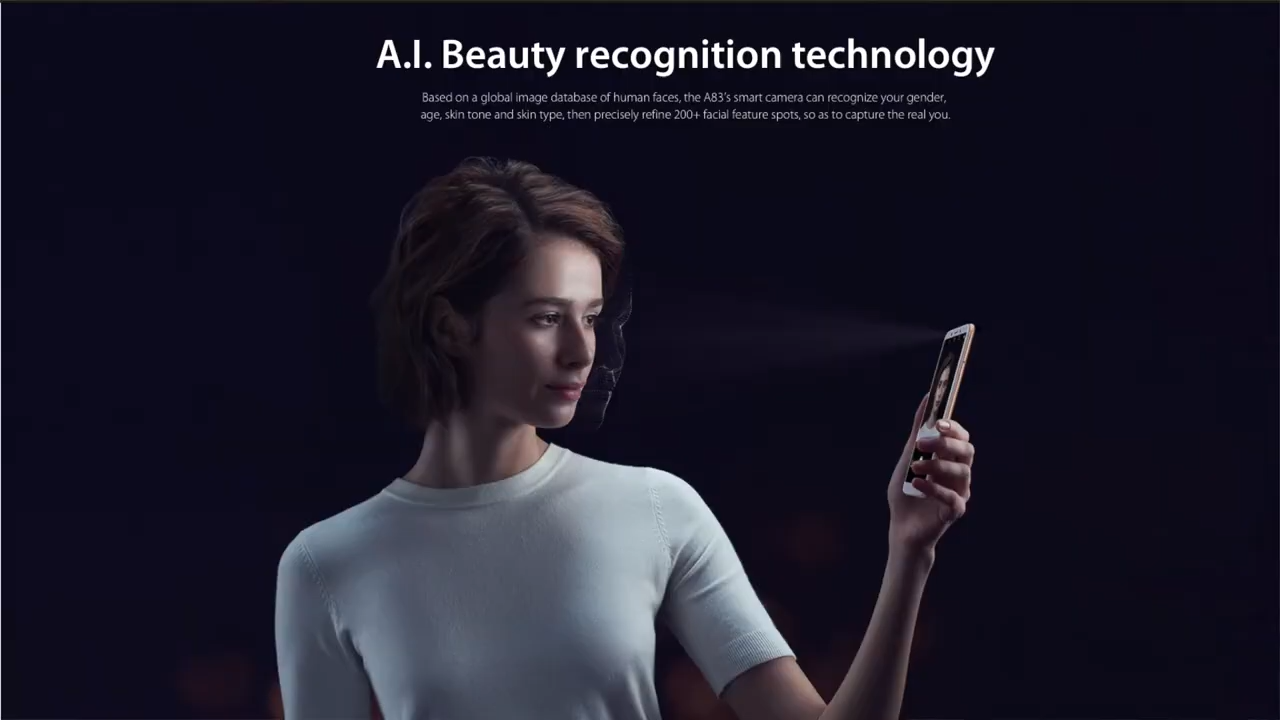 A.I. Beauty recognition technology
Based on a global image database of human faces, the A83's smart camera can recognize your gender,
age, skin tone and skin type, then precisely refine 200+ facial feature spots, so as to capture the real you.